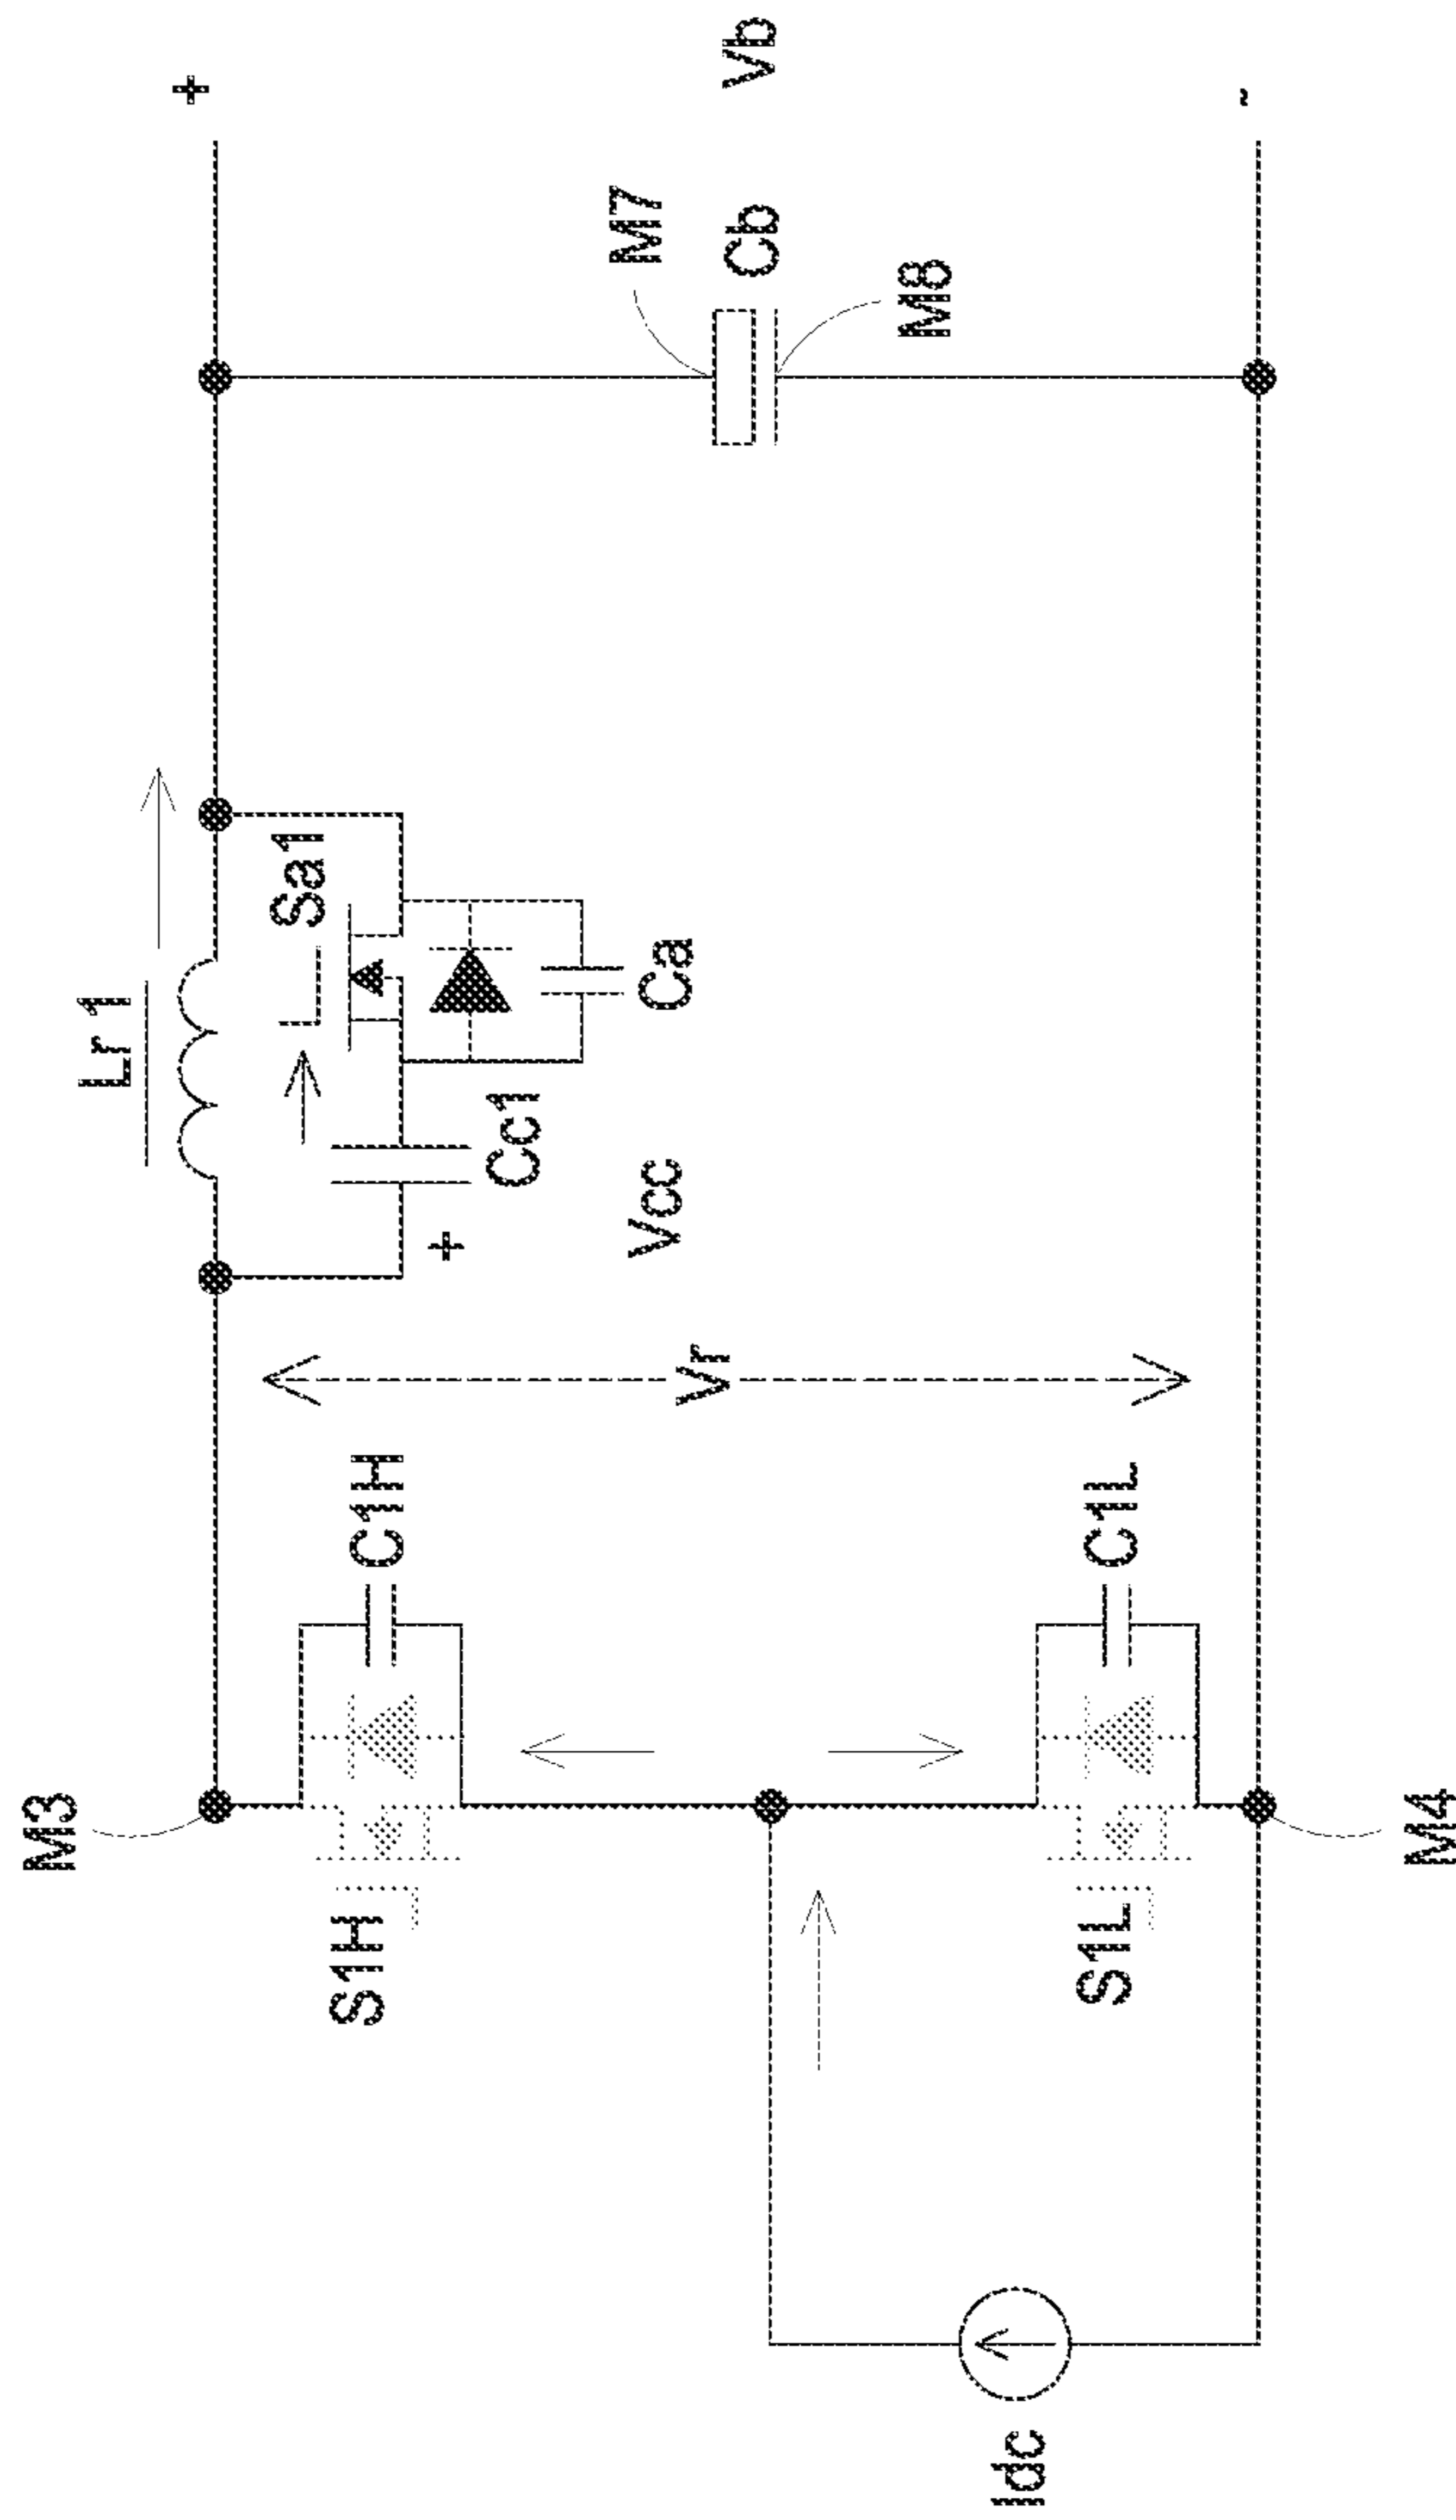 +
Vb
-
M7
Cb
M8
Sa1
Lr1
Ca
Cc1
+
Vcc
Vr
C1H
C1L
M3
M4
S1H
S1L
Idc